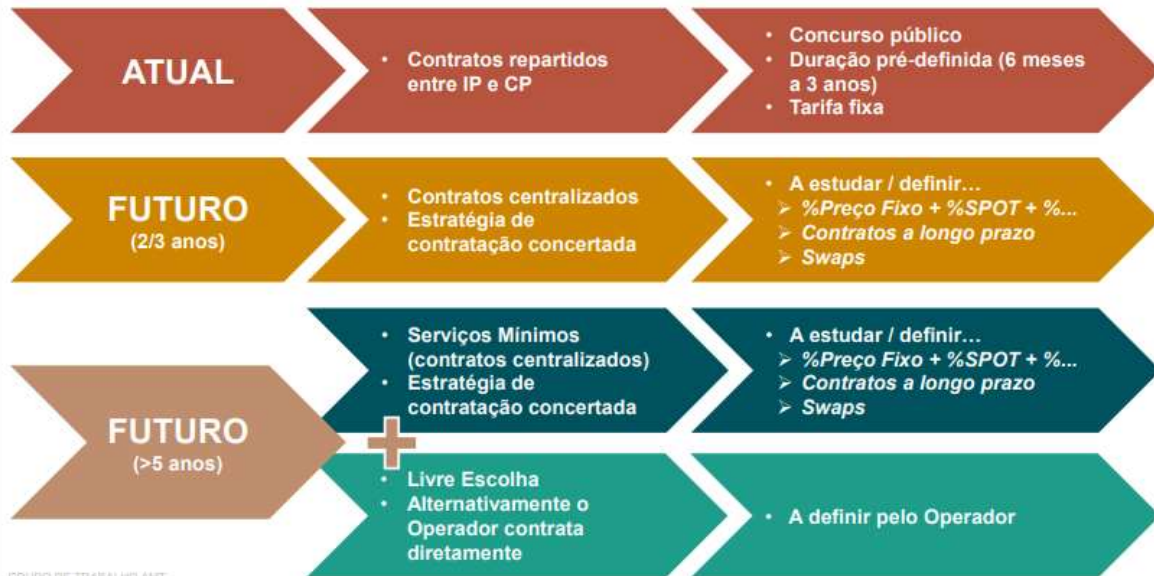 ATUAL
• Contratos repartidos
entre IP e CP
• Concurso público
• Duração pré-definida (6 meses
a 3 anos)
• Tarifa fixa
FUTURO
(2/3 anos)
• Contratos centralizados
• Estratégia de
contratação concertada
• A estudar / definir…
➢ %Preço Fixo + %SPOT + %...
➢ Contratos a longo prazo
➢ Swaps
FUTURO
(>5 anos)
• Serviços Mínimos
(contratos centralizados)
• Estratégia de
contratação concertada
• A estudar / definir…
➢ %Preço Fixo + %SPOT + %...
➢ Contratos a longo prazo
➢ Swaps
• Livre Escolha
• Alternativamente o
Operador contrata
diretamente
• A definir pelo Operador